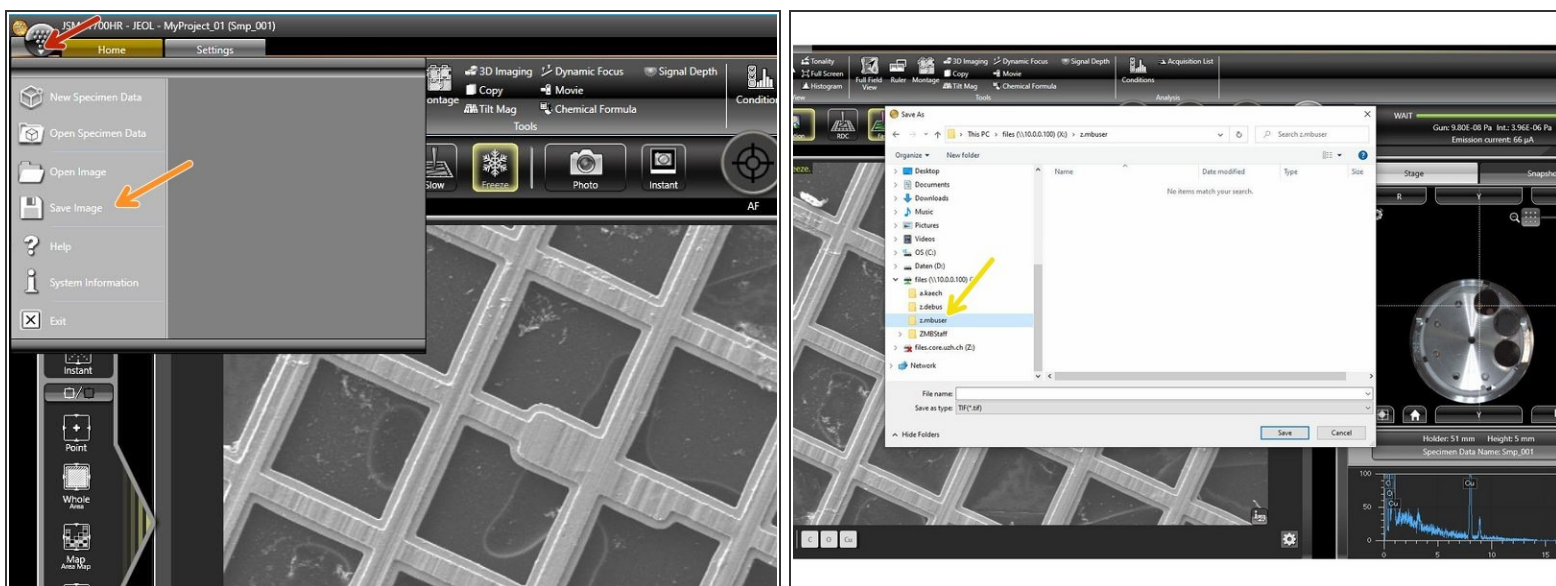 - JEOL - MyProject_01 (Smp_001)
Home
Settings
New Specimen Data
Open Specimen Data
Open Image
Save Image
Help
System Information
Exit
3D Imaging
Dynamic Focus
Signal Depth
Copy
Movie
Tilt Mag
Chemical Formula
Tools
Slow
Freeze
Photo
Instant
AF
Instant
Point
Whole
Area
Map
Area Map
Tonality
Full Screen
Histogram
Full Field
View
Ruler
Montage
3D Imaging
Dynamic Focus
Signal Depth
Copy
Movie
Tilt Mag
Chemical Formula
Tools
Conditions
Acquisition List
Analysis
RDC
WAIT
Gun: 9.80E-08 Pa Int.: 3.96E-06 Pa
Emission current: 66 µA
Save As
This PC > files (\\10.0.0.100) (X:) > z.mbuser
Search z.mbuser
Organize
New folder
Name
Date modified
Type
Size
No items match your search.
Desktop
Documents
Downloads
Music
Pictures
Videos
OS (C:)
Daten (D:)
files (\\10.0.0.100)
a.kaech
z.debus
z.mbuser
ZMBStaff
files.core.uzh.ch (Z:)
Network
File name:
Save as type: TIF(*.tif)
Hide Folders
Save
Cancel
Stage
R
Y
Y
Holder: 51 mm Height: 5 mm
Specimen Data Name: Smp_001
100
50
0
O
Cu
Cu
0
5
10
15
C
O
Cu